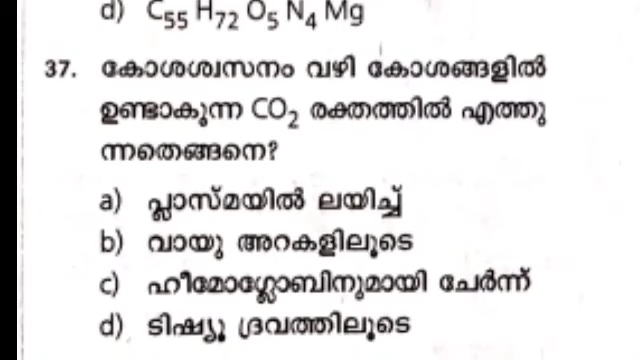 d) C₅₅ H₇₂ O₅ N₄ Mg
37. കോശശ്വസനം വഴി കോശങ്ങളിൽ
ഉണ്ടാകുന്ന CO₂ രക്തത്തിൽ എത്തു
ന്നതെങ്ങനെ?
a) പ്ലാസ്മയിൽ ലയിച്ച്
b) വായു അറകളിലൂടെ
c) ഹീമോഗ്ലോബിനുമായി ചേർന്ന്
d) ടിഷ്യൂ ദ്രവത്തിലൂടെ